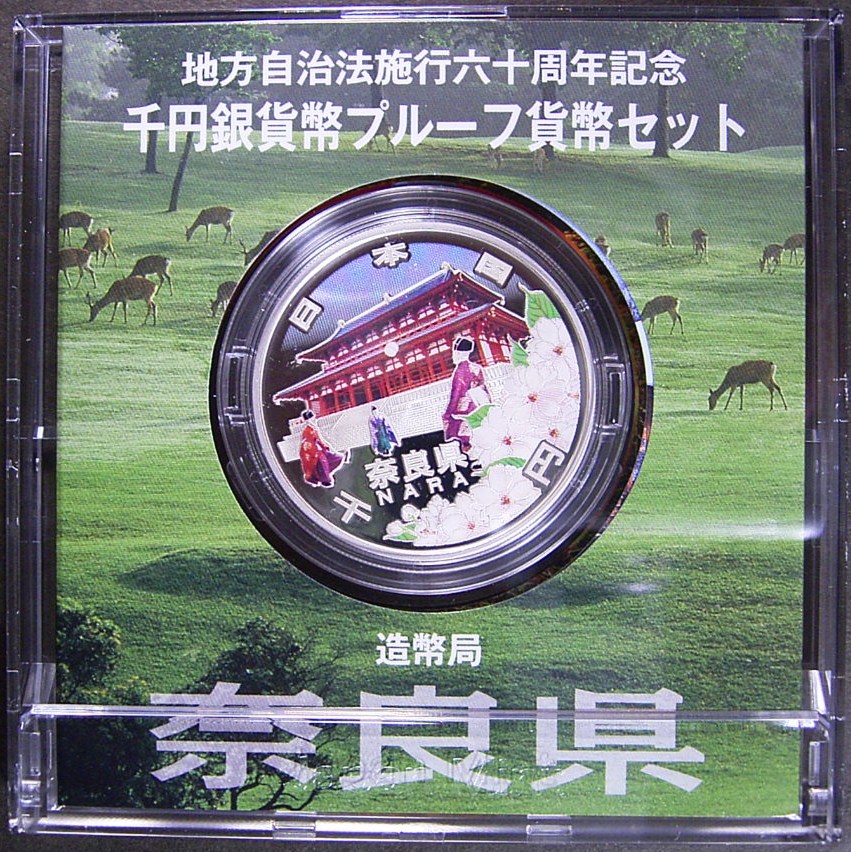 地方自治法施行六十周年記念
千円銀貨幣プルーフ貨幣セット
日本国
奈良県
NARA
千円
造幣局
奈良県
Japan Mint